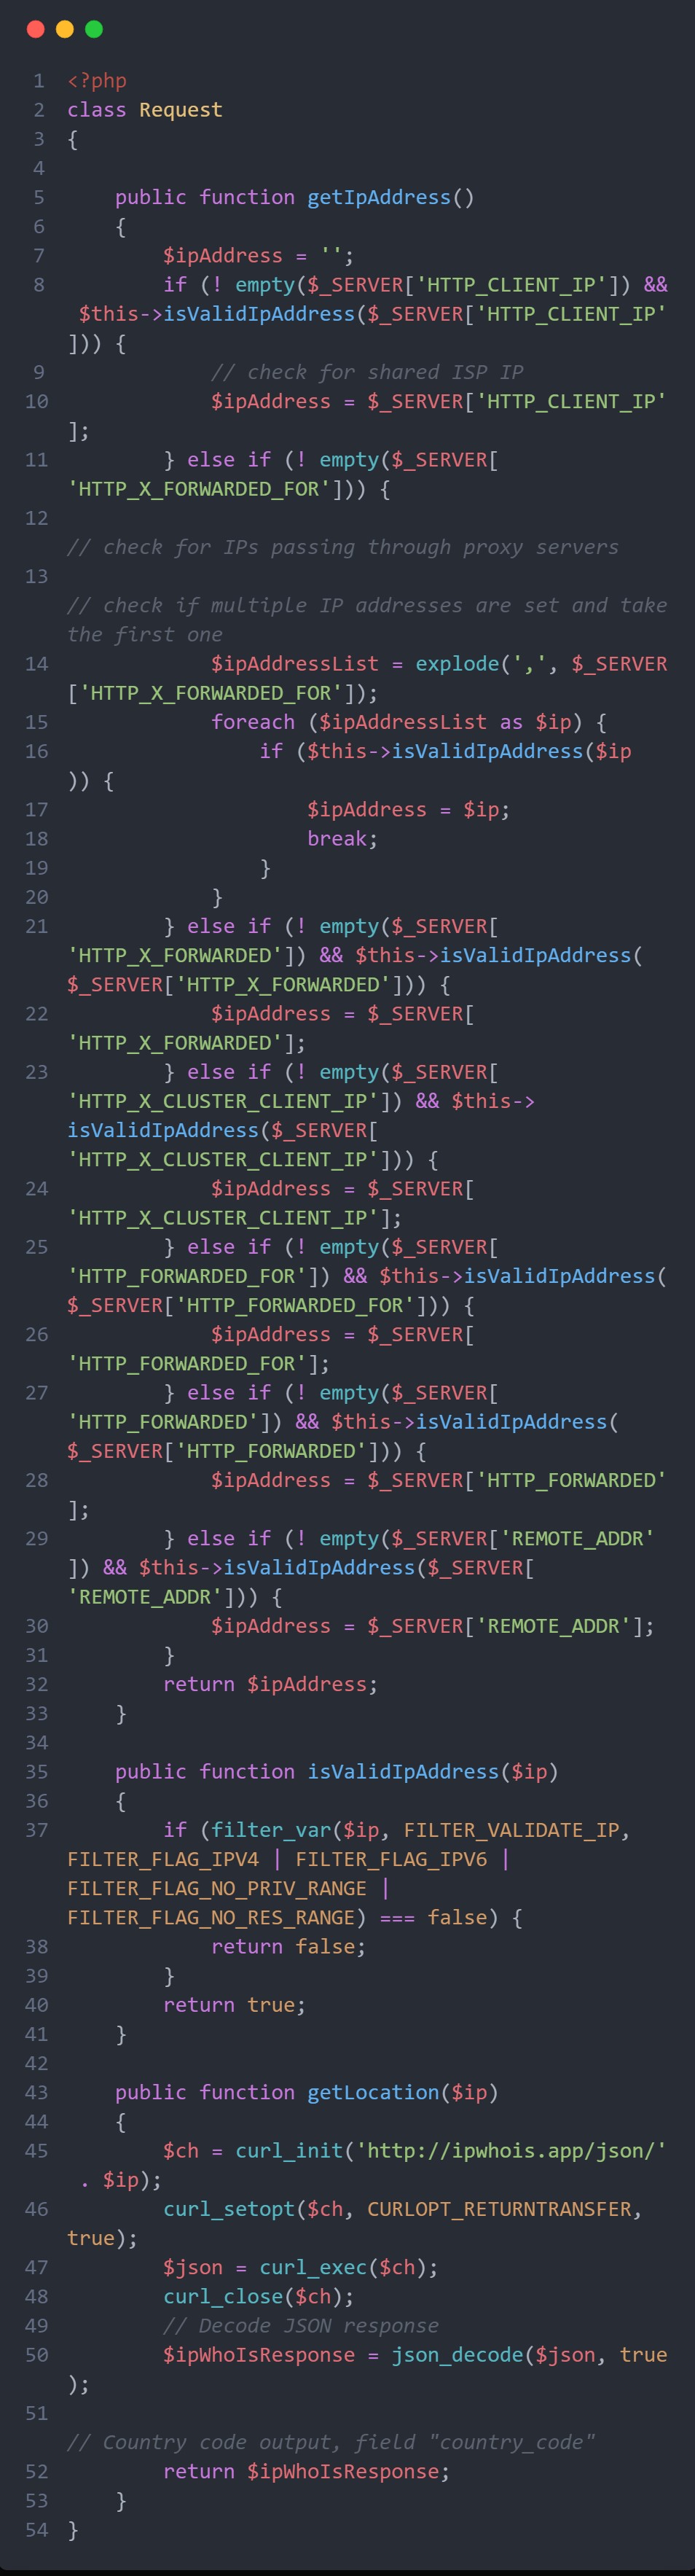 1 <?php
2 class Request
3 {
4
5     public function getIpAddress()
6     {
7         $ipAddress = '';
8         if (! empty($_SERVER['HTTP_CLIENT_IP']) &&
 $this->isValidIpAddress($_SERVER['HTTP_CLIENT_IP'
])) {
9             // check for shared ISP IP
10             $ipAddress = $_SERVER['HTTP_CLIENT_IP'
];
11         } else if (! empty($_SERVER[
'HTTP_X_FORWARDED_FOR'])) {
12
// check for IPs passing through proxy servers
13
// check if multiple IP addresses are set and take
the first one
14             $ipAddressList = explode(',', $_SERVER
['HTTP_X_FORWARDED_FOR']);
15             foreach ($ipAddressList as $ip) {
16                 if ($this->isValidIpAddress($ip
)) {
17                     $ipAddress = $ip;
18                     break;
19                 }
20             }
21         } else if (! empty($_SERVER[
'HTTP_X_FORWARDED']) && $this->isValidIpAddress(
$_SERVER['HTTP_X_FORWARDED'])) {
22             $ipAddress = $_SERVER[
'HTTP_X_FORWARDED'];
23         } else if (! empty($_SERVER[
'HTTP_X_CLUSTER_CLIENT_IP']) && $this->
isValidIpAddress($_SERVER[
'HTTP_X_CLUSTER_CLIENT_IP'])) {
24             $ipAddress = $_SERVER[
'HTTP_X_CLUSTER_CLIENT_IP'];
25         } else if (! empty($_SERVER[
'HTTP_FORWARDED_FOR']) && $this->isValidIpAddress(
$_SERVER['HTTP_FORWARDED_FOR'])) {
26             $ipAddress = $_SERVER[
'HTTP_FORWARDED_FOR'];
27         } else if (! empty($_SERVER[
'HTTP_FORWARDED']) && $this->isValidIpAddress(
$_SERVER['HTTP_FORWARDED'])) {
28             $ipAddress = $_SERVER['HTTP_FORWARDED'
];
29         } else if (! empty($_SERVER['REMOTE_ADDR'
]) && $this->isValidIpAddress($_SERVER[
'REMOTE_ADDR'])) {
30             $ipAddress = $_SERVER['REMOTE_ADDR'];
31         }
32         return $ipAddress;
33     }
34
35     public function isValidIpAddress($ip)
36     {
37         if (filter_var($ip, FILTER_VALIDATE_IP,
FILTER_FLAG_IPV4 | FILTER_FLAG_IPV6 |
FILTER_FLAG_NO_PRIV_RANGE |
FILTER_FLAG_NO_RES_RANGE) === false) {
38             return false;
39         }
40         return true;
41     }
42
43     public function getLocation($ip)
44     {
45         $ch = curl_init('http://ipwhois.app/json/'
 . $ip);
46         curl_setopt($ch, CURLOPT_RETURNTRANSFER,
true);
47         $json = curl_exec($ch);
48         curl_close($ch);
49         // Decode JSON response
50         $ipWhoIsResponse = json_decode($json, true
);
51
// Country code output, field "country_code"
52         return $ipWhoIsResponse;
53     }
54 }